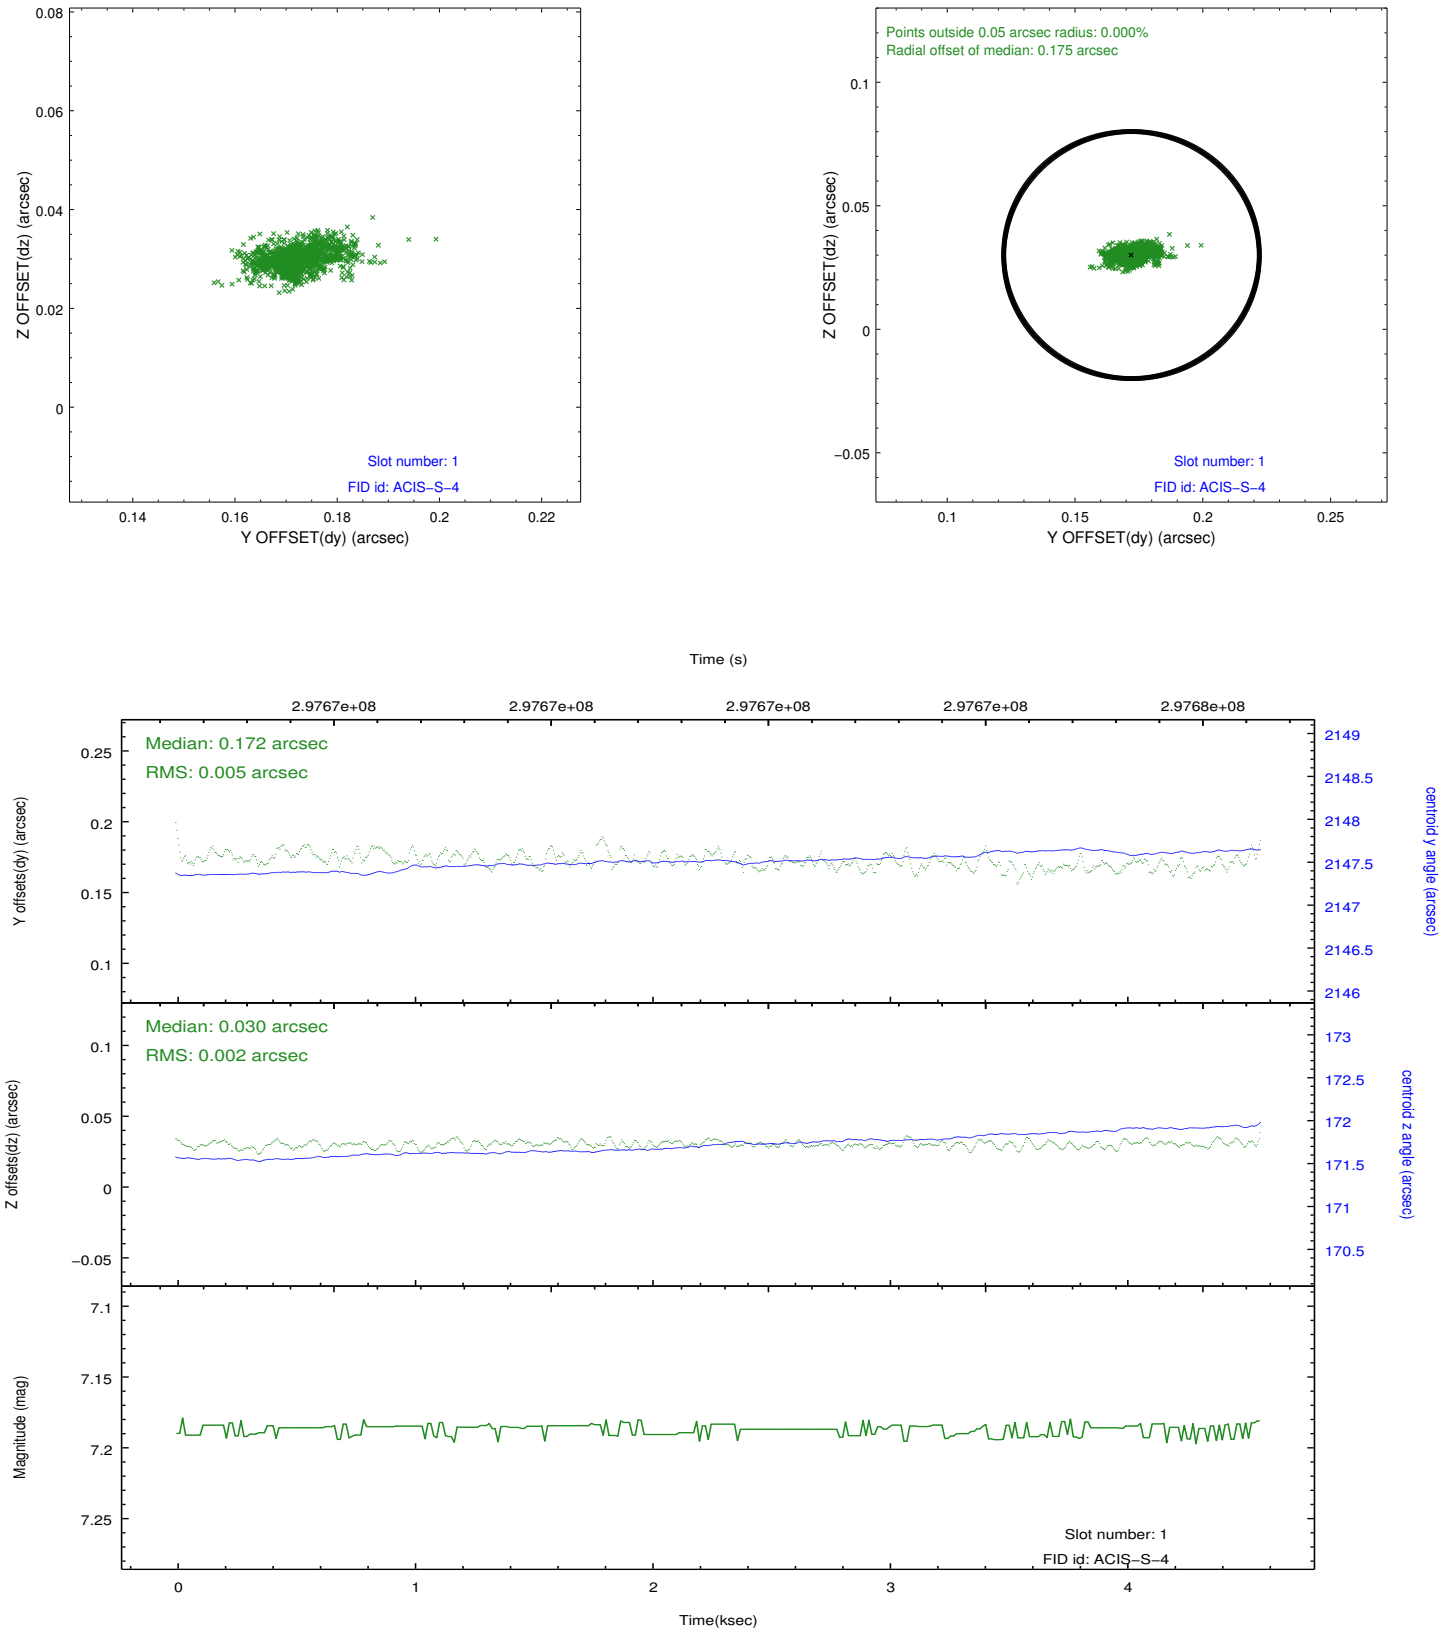 0.08
0.06
0.04
0.02
0
Z OFFSET(dz) (arcsec)
Slot number: 1
FID id: ACIS−S−4
0.14 0.16 0.18 0.2 0.22
Y OFFSET(dy) (arcsec)
Points outside 0.05 arcsec radius: 0.000%
Radial offset of median: 0.175 arcsec
0.1
0.05
0
−0.05
Z OFFSET(dz) (arcsec)
Slot number: 1
FID id: ACIS−S−4
0.1 0.15 0.2 0.25
Y OFFSET(dy) (arcsec)
Time (s)
2.9767e+08 2.9767e+08 2.9767e+08 2.9767e+08 2.9768e+08
Median: 0.172 arcsec
RMS: 0.005 arcsec
0.25
0.2
0.15
0.1
Y offsets(dy) (arcsec)
2149
2148.5
2148
2147.5
2147
2146.5
2146
centroid y angle (arcsec)
Median: 0.030 arcsec
RMS: 0.002 arcsec
0.1
0.05
0
−0.05
Z offsets(dz) (arcsec)
173
172.5
172
171.5
171
170.5
centroid z angle (arcsec)
7.1
7.15
7.2
7.25
Magnitude (mag)
Slot number: 1
FID id: ACIS−S−4
0 1 2 3 4
Time(ksec)